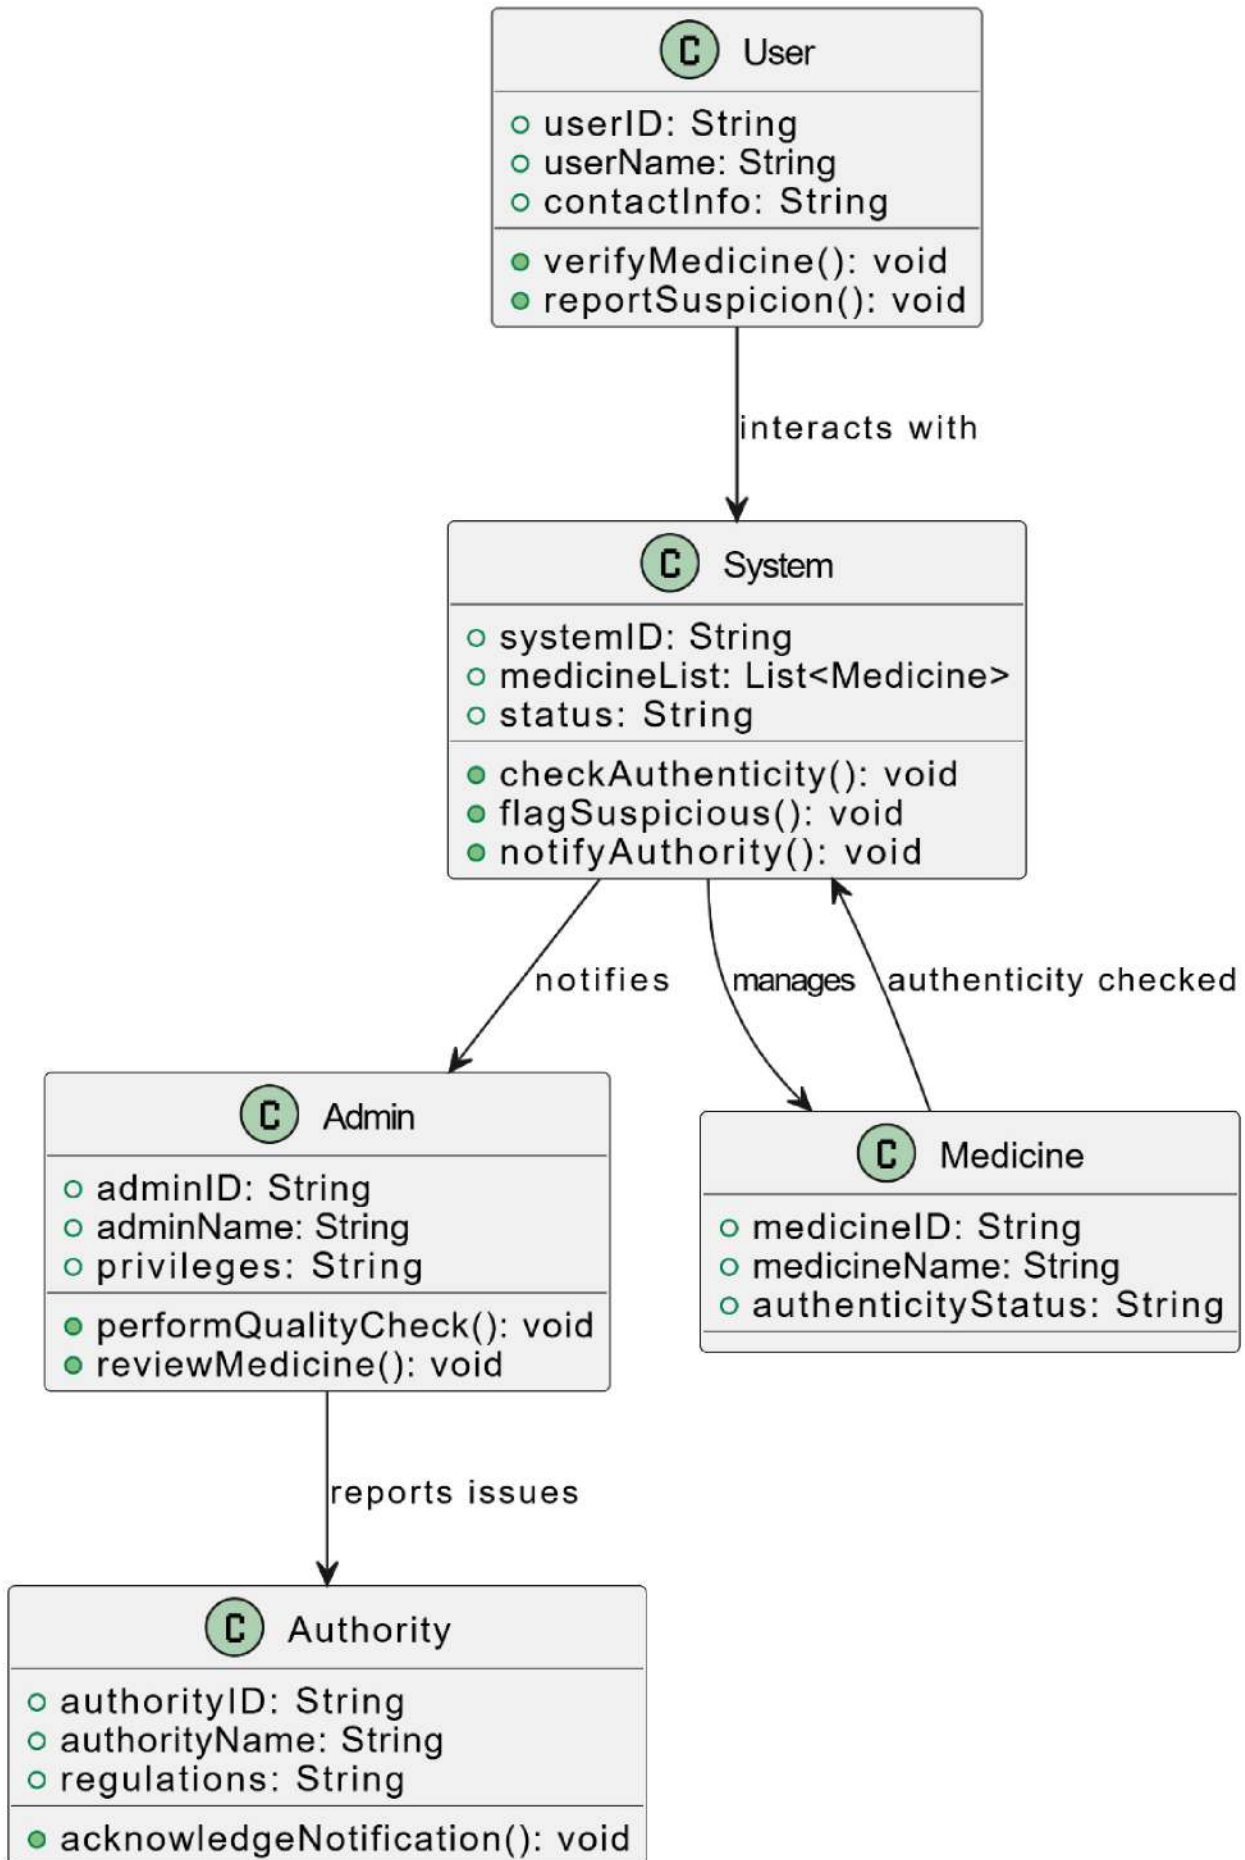 C User
userID: String
userName: String
contactInfo: String
verifyMedicine(): void
reportSuspicion(): void
interacts with
C System
systemID: String
medicineList: List<Medicine>
status: String
checkAuthenticity(): void
flagSuspicious(): void
notifyAuthority(): void
notifies
manages
authenticity checked
C Admin
adminID: String
adminName: String
privileges: String
performQualityCheck(): void
reviewMedicine(): void
C Medicine
medicineID: String
medicineName: String
authenticityStatus: String
reports issues
C Authority
authorityID: String
authorityName: String
regulations: String
acknowledgeNotification(): void